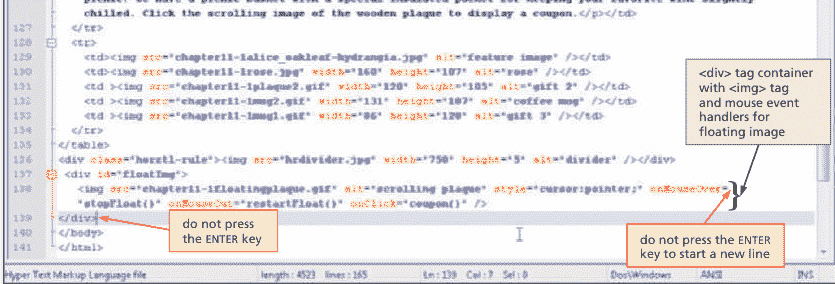 picnic! We have a picnic basket with a special insulated pocket for keeping your favorite wine slightly
chilled. Click the scrolling image of the wooden plaque to display a coupon.</p></td>
127 </tr>
128 <tr>
129 <td><img src="chapter11-1alice_oakleaf-hydrangia.jpg" alt="feature image" /></td>
130 <td><img src="chapter11-1rose.jpg" width="160" height="107" alt="rose" /></td>
131 <td ><img src="chapter11-1plaque2.gif" width="120" height="105" alt="gift 2" /></td>
132 <td ><img src="chapter11-1mug2.gif" width="131" height="107" alt="coffee mug" /></td>
133 <td ><img src="chapter11-1mug1.gif" width="86" height="120" alt="gift 3" /></td>
134 </tr>
135 </table>
136 <div class="horztl-rule"><img src="hrdivider.jpg" width="750" height="5" alt="divider" /></div>
137 <div id="floatImg">
138 <img src="chapter11-1floatingplaque.gif" alt="scrolling plaque" style="cursor:pointer;" onMouseOver=
"stopFloat()" onMouseOut="restartFloat()" onClick="coupon()" />
139 </div>
140 </body>
141 </html>
<div> tag container
with <img> tag
and mouse event
handlers for
floating image
do not press
the ENTER key
do not press the ENTER
key to start a new line
Hyper Text Markup Language file length : 4523 lines : 165 Ln : 139 Col : 7 Sel : 0 Dos\Windows ANSI INS